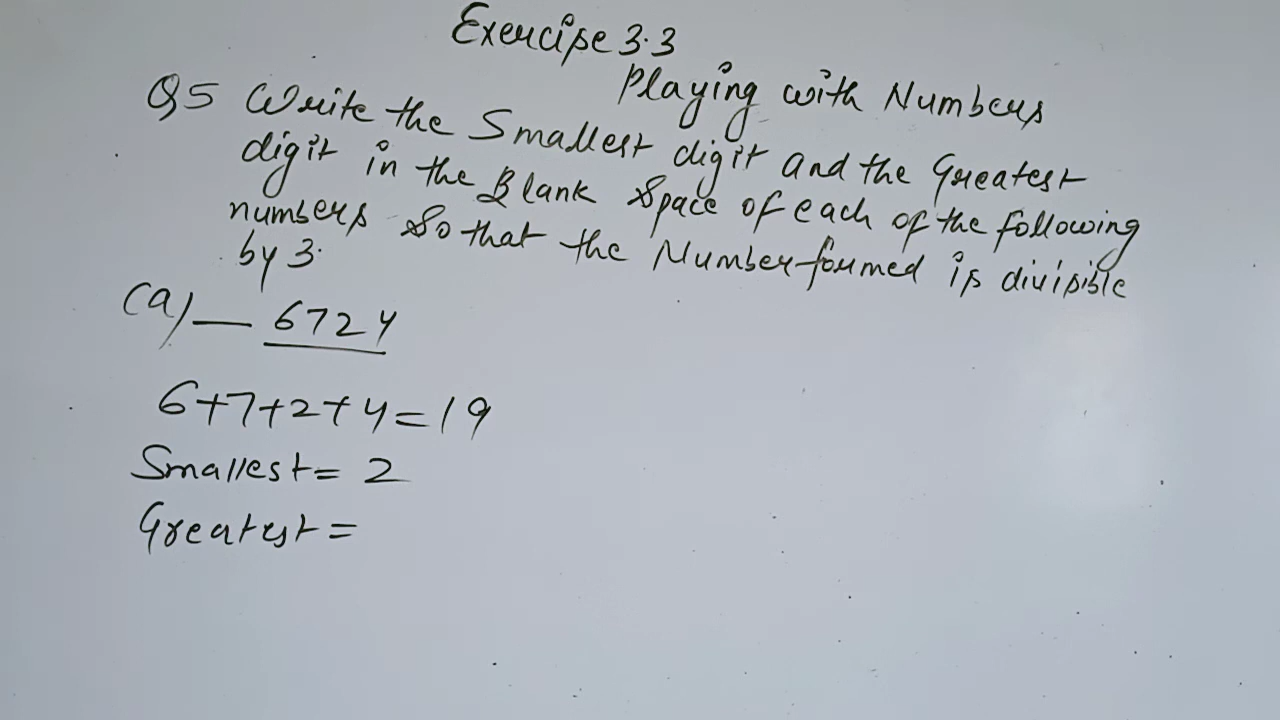 Exercise 3.3
Playing with Numbers
Q5 Write the Smallest digit and the Greatest
digit in the Blank Space of each of the following
numbers So that the Number formed is divisible
by 3.
(a) __ 6724
6+7+2+4=19
Smallest= 2
Greatest=